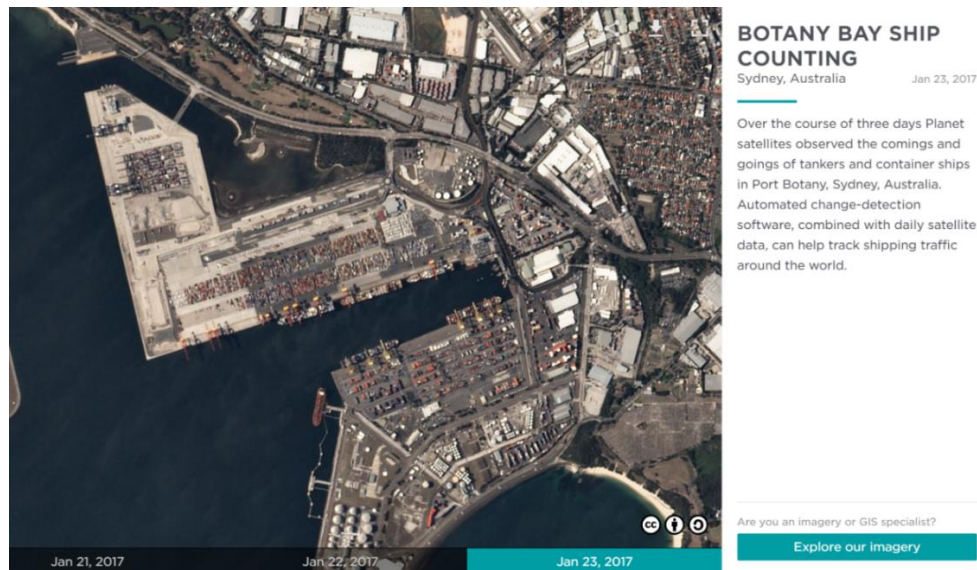 BOTANY BAY SHIP
COUNTING
Sydney, Australia
Jan 23, 2017
Over the course of three days Planet
satellites observed the comings and
goings of tankers and container ships
in Port Botany, Sydney, Australia.
Automated change-detection
software, combined with daily satellite
data, can help track shipping traffic
around the world.
cc
Are you an imagery or GIS specialist?
Explore our imagery
Jan 21, 2017
Jan 22, 2017
Jan 23, 2017